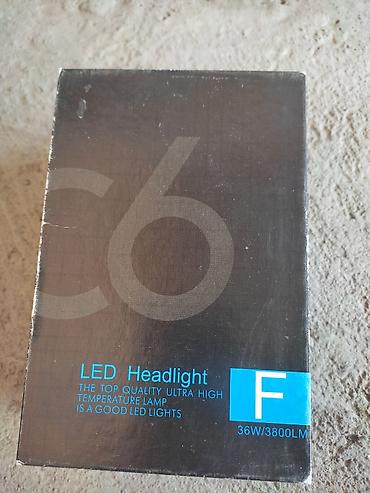 C6
LED Headlight
THE TOP QUALITY ULTRA HIGH
TEMPERATURE LAMP
IS A GOOD LED LIGHTS
F
36W/3800LM